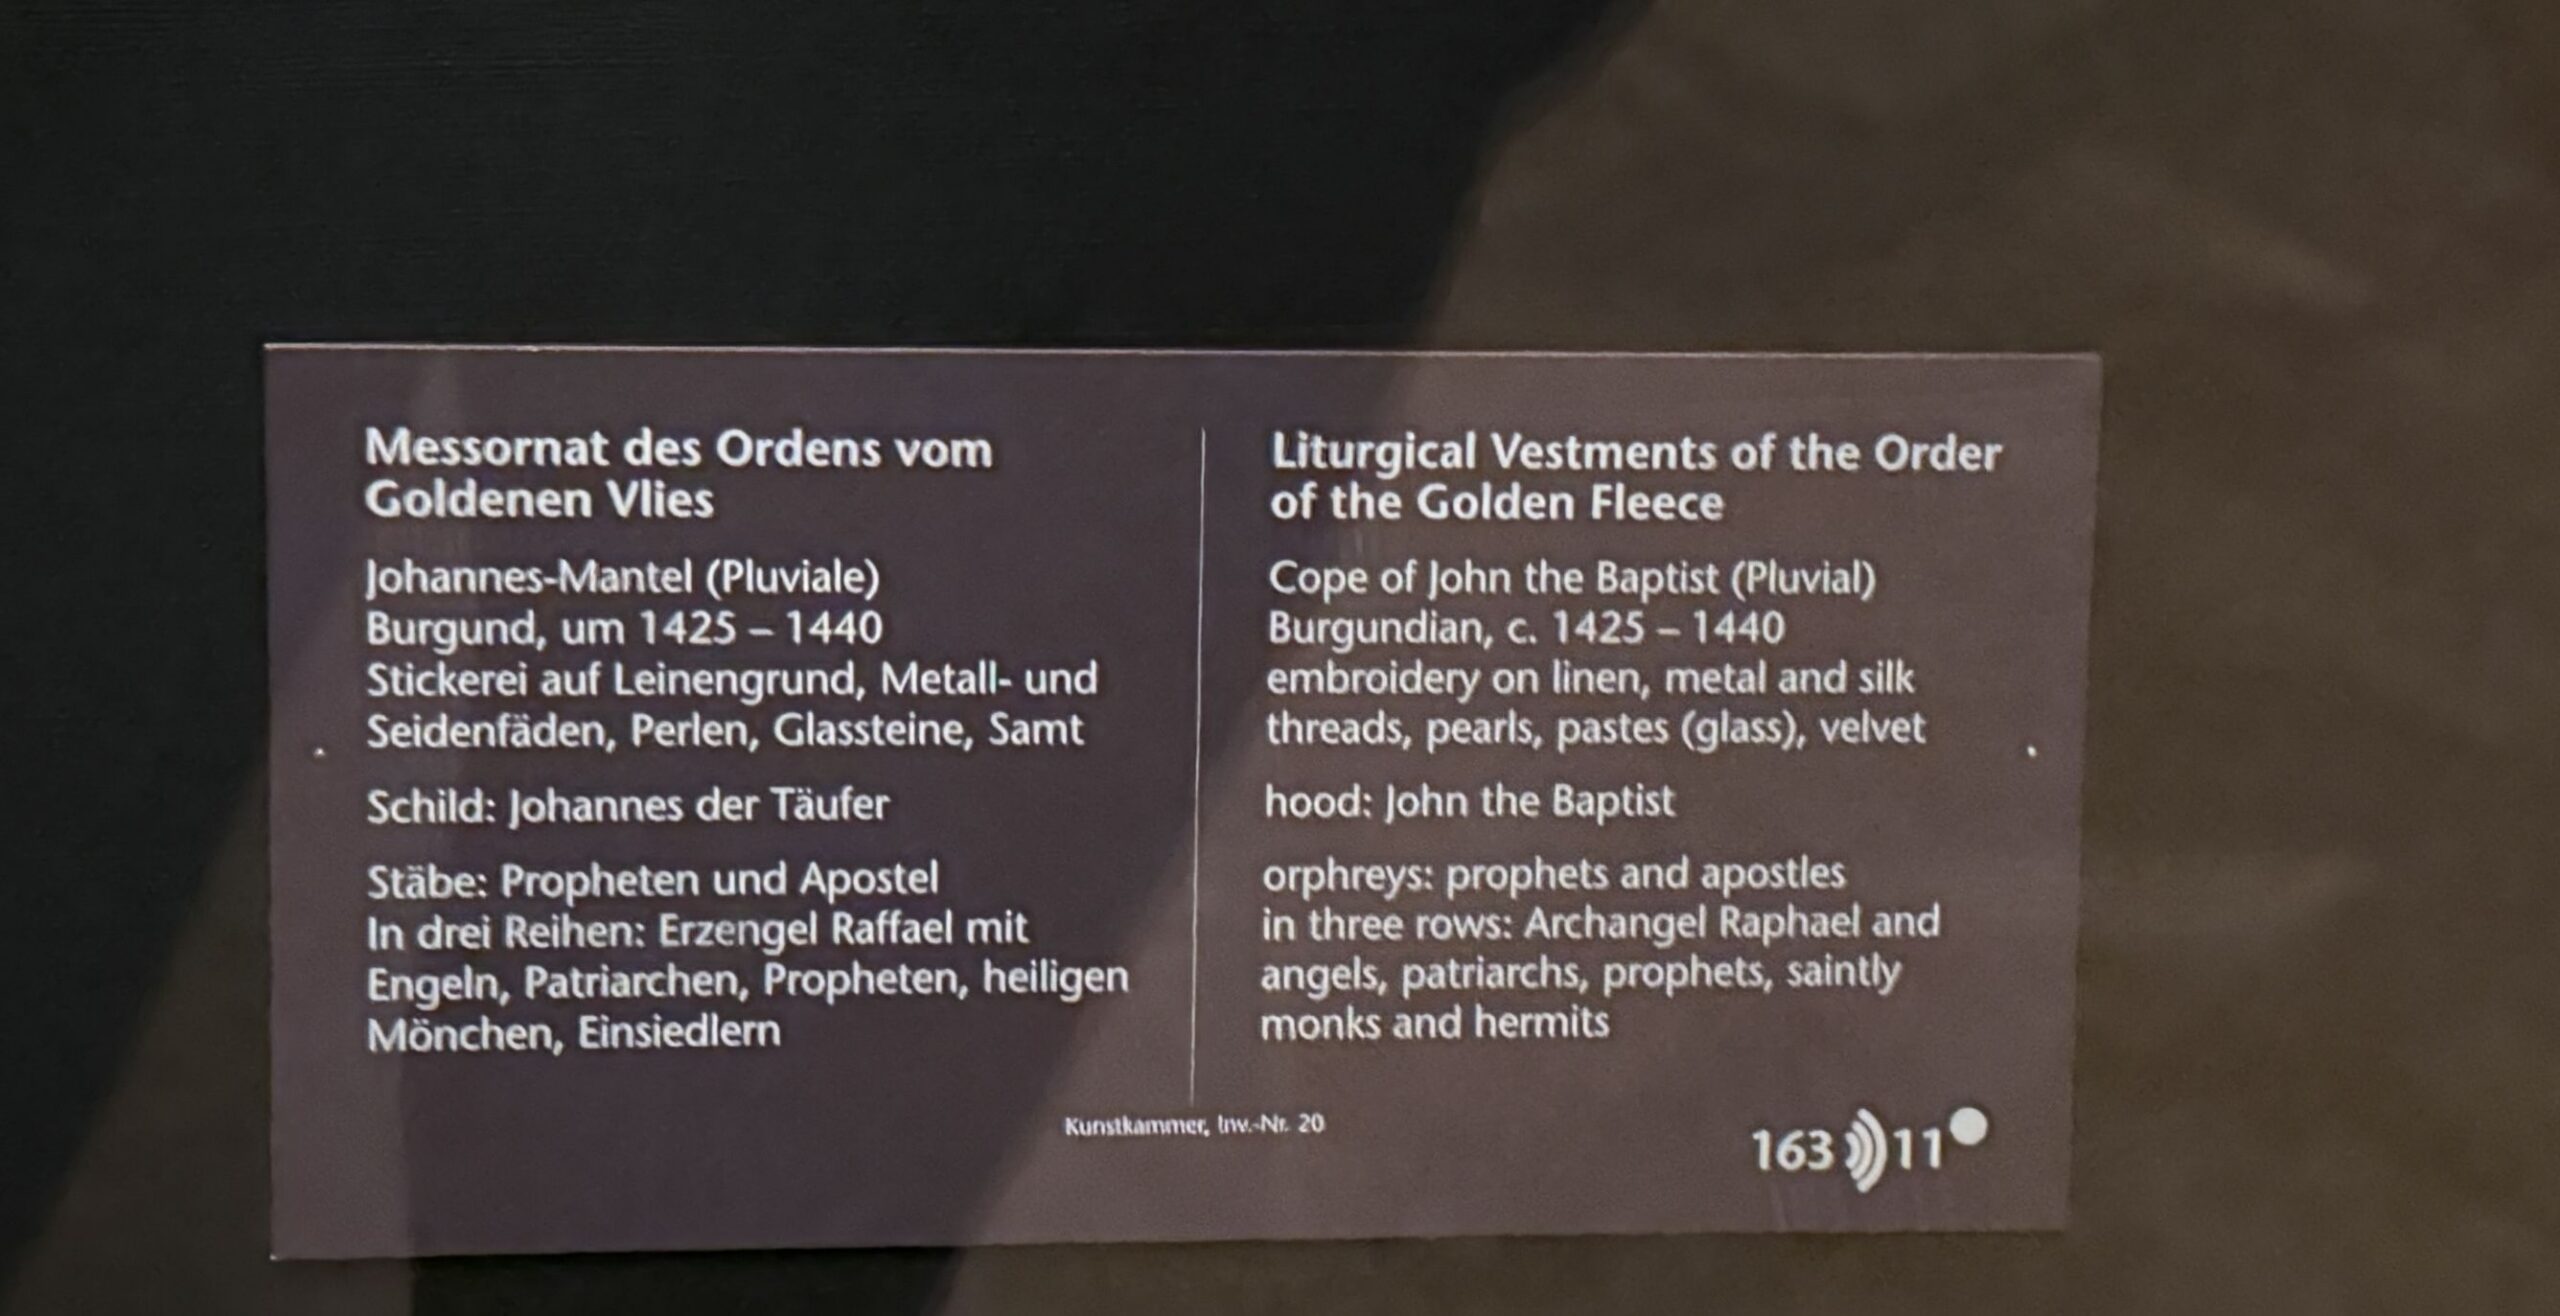 Messornat des Ordens vom
Goldenen Vlies
Johannes-Mantel (Pluviale)
Burgund, um 1425 – 1440
Stickerei auf Leinengrund, Metall- und
Seidenfäden, Perlen, Glassteine, Samt
Schild: Johannes der Täufer
Stäbe: Propheten und Apostel
In drei Reihen: Erzengel Raffael mit
Engeln, Patriarchen, Propheten, heiligen
Mönchen, Einsiedlern
Liturgical Vestments of the Order
of the Golden Fleece
Cope of John the Baptist (Pluvial)
Burgundian, c. 1425 – 1440
embroidery on linen, metal and silk
threads, pearls, pastes (glass), velvet
hood: John the Baptist
orphreys: prophets and apostles
in three rows: Archangel Raphael and
angels, patriarchs, prophets, saintly
monks and hermits
Kunstkammer, Inv.-Nr. 20
163 11